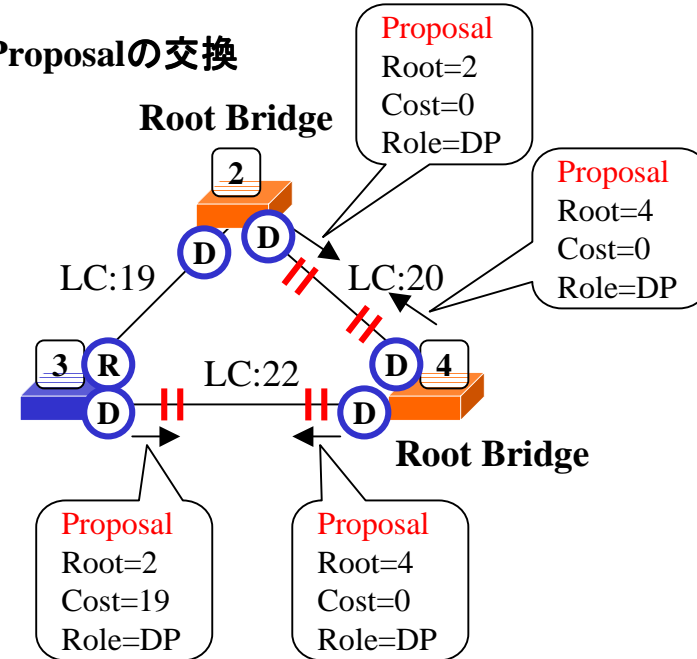 Proposalの交換
Proposal
Root=2
Cost=0
Role=DP
Root Bridge
2
D
D
Proposal
Root=4
Cost=0
Role=DP
LC:19
LC:20
3
R
D
LC:22
D
4
D
Root Bridge
Proposal
Root=2
Cost=19
Role=DP
Proposal
Root=4
Cost=0
Role=DP